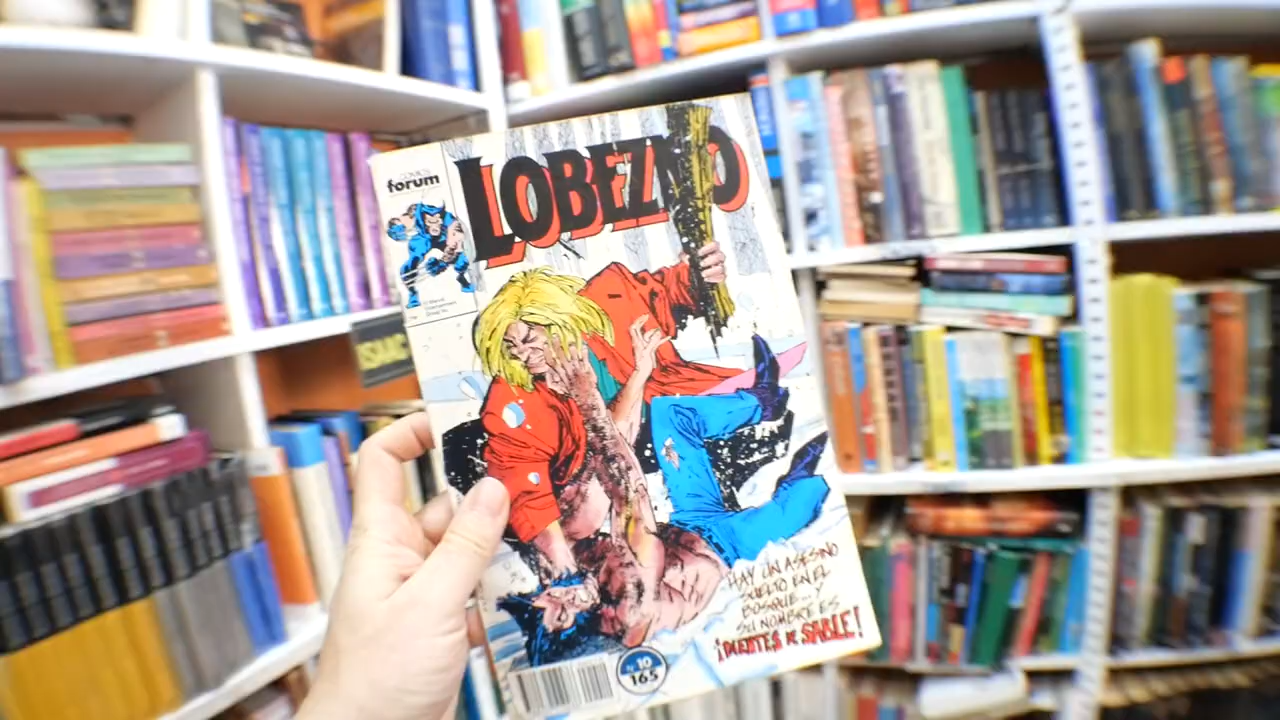 COMICS
forum
LOBEZNO
ISAAC
HAY UN ASESINO
SUELTO EN EL
BOSQUE... Y
SU NOMBRE ES
¡DIENTES DE SABLE!
Nº 10
165